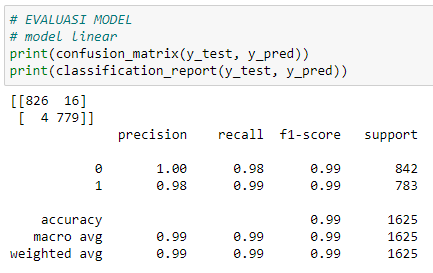 # EVALUASI MODEL
# model linear
print(confusion_matrix(y_test, y_pred))
print(classification_report(y_test, y_pred))
[[826  16]
 [  4 779]]
              precision    recall  f1-score   support

           0       1.00      0.98      0.99       842
           1       0.98      0.99      0.99       783

    accuracy                           0.99      1625
   macro avg       0.99      0.99      0.99      1625
weighted avg       0.99      0.99      0.99      1625